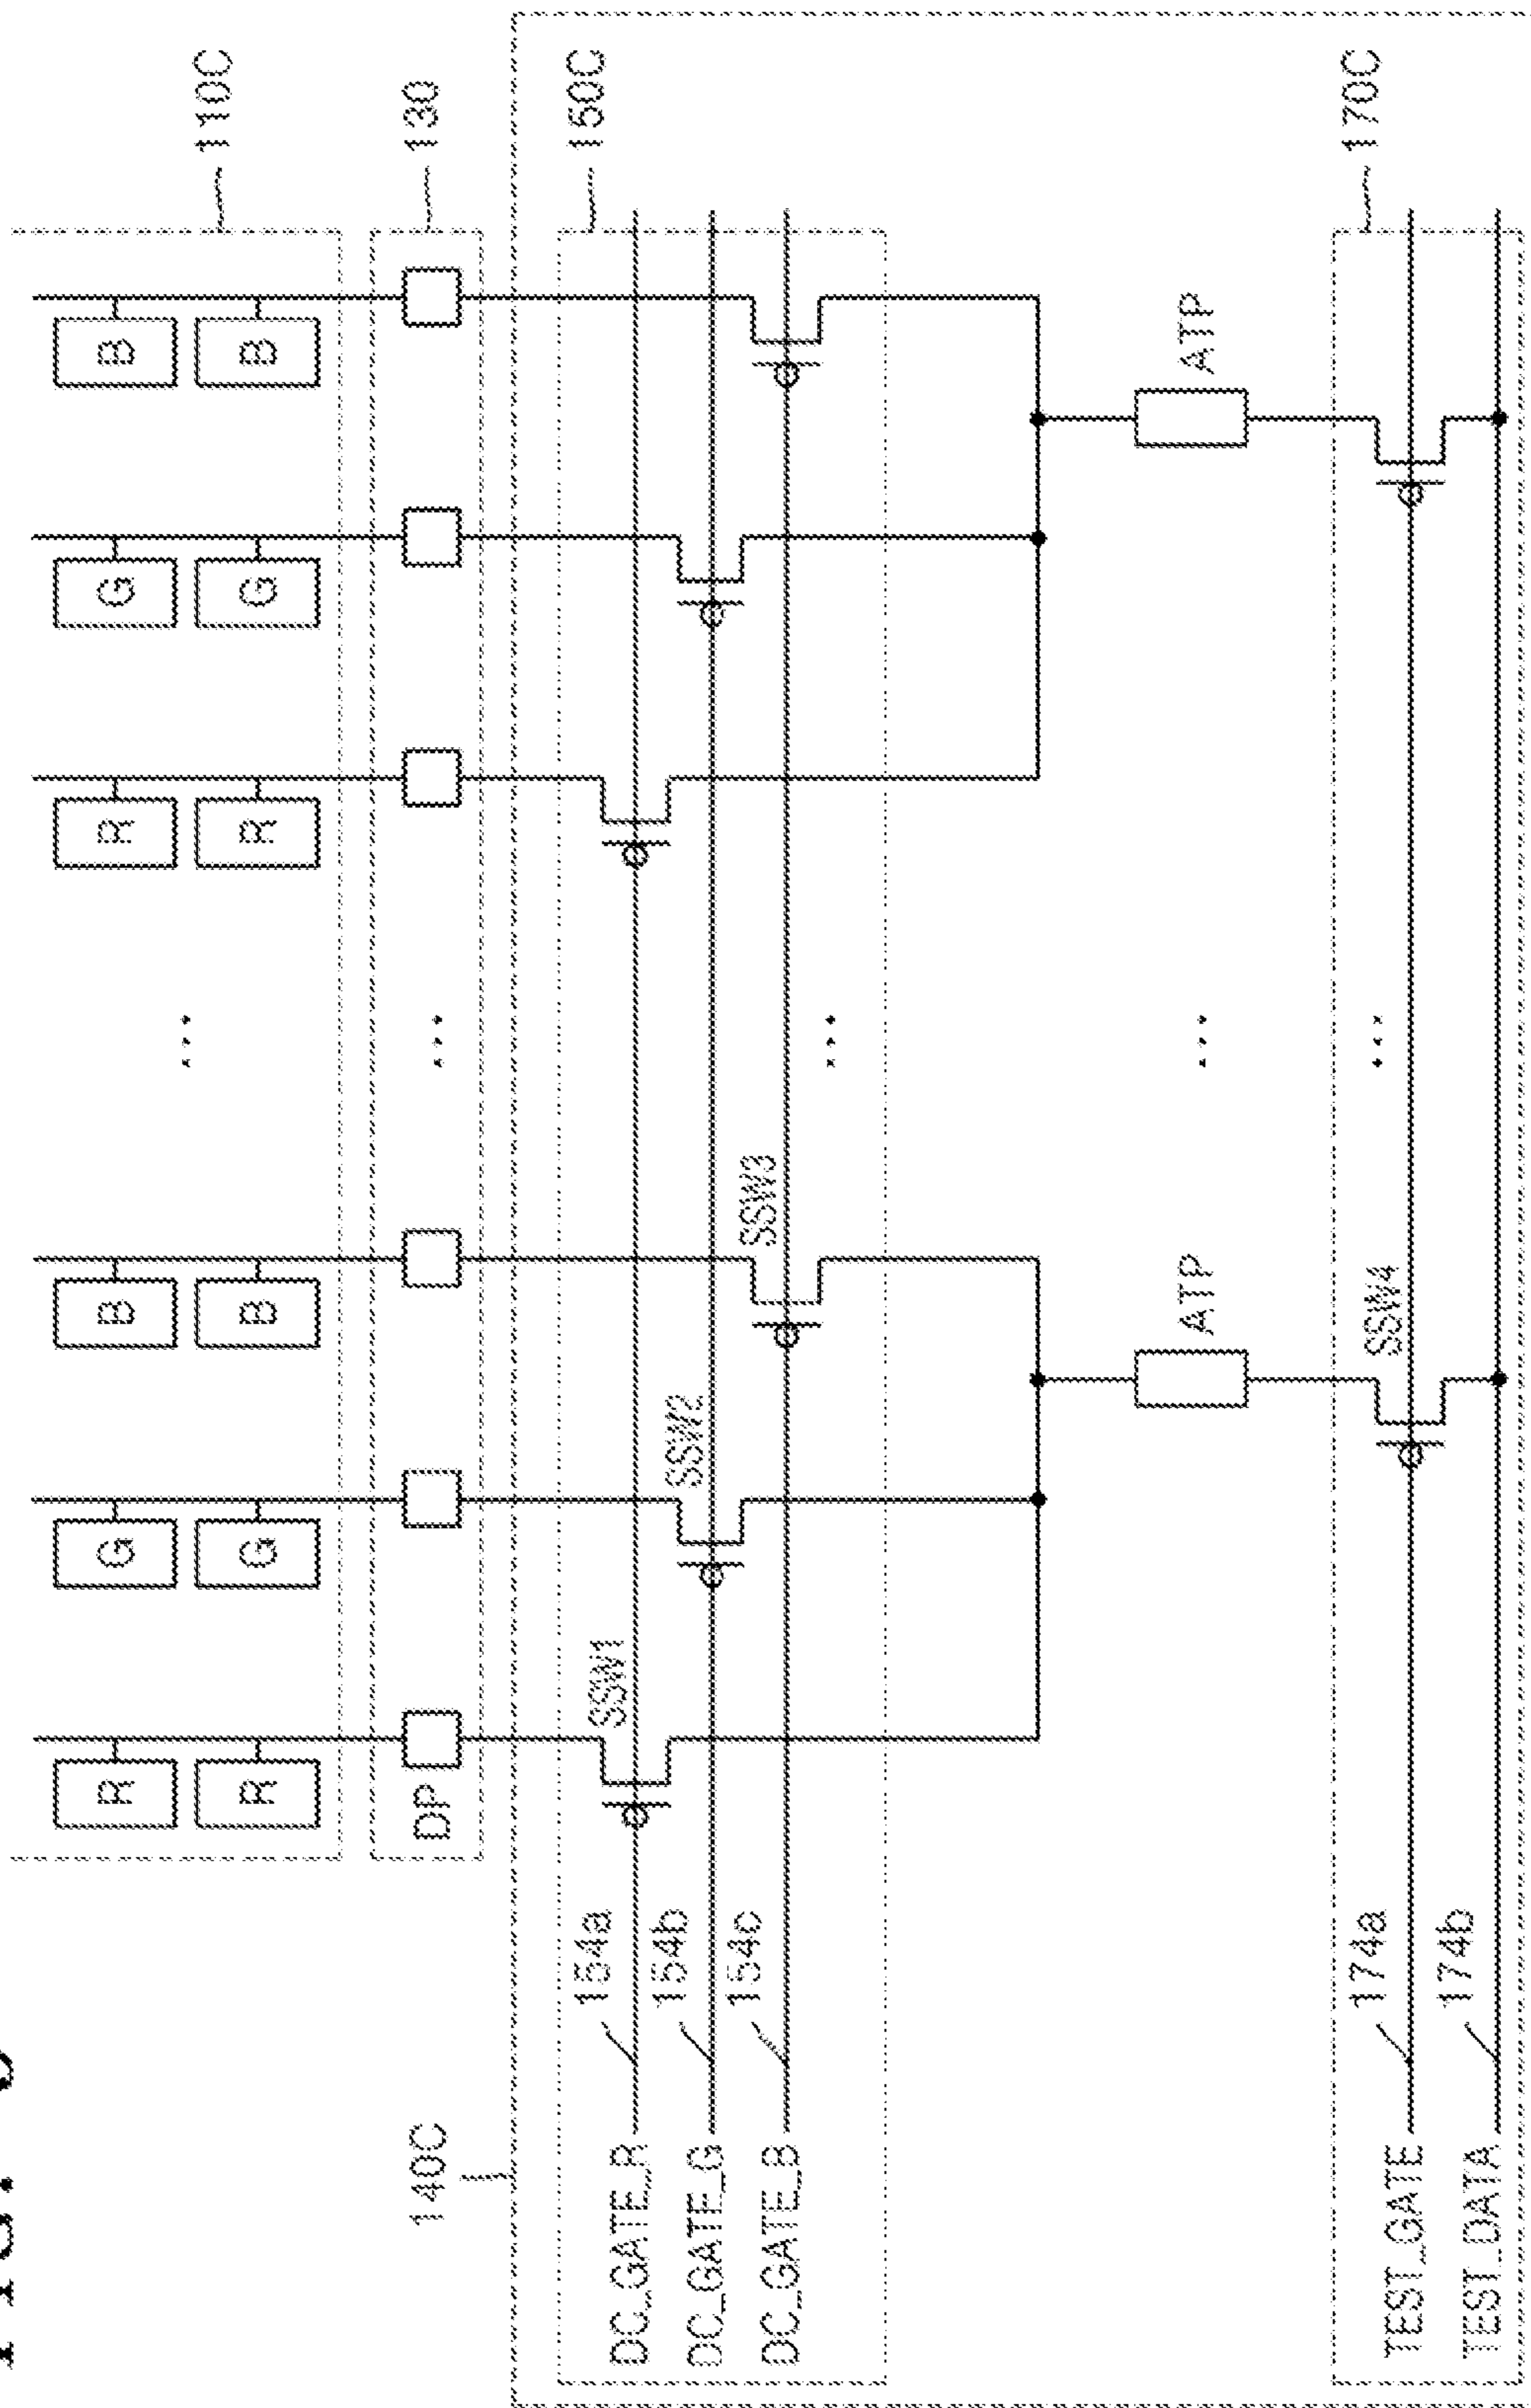 110C
R R G G B B ... R R G G B B
130
DP ...
140C
150C
154a
DC_GATE_R
SSW1
154b
DC_GATE_G
SSW2
154c
DC_GATE_B
SSW3
...
ATP ... ATP
170C
174a
TEST_GATE
SSW4
...
174b
TEST_DATA